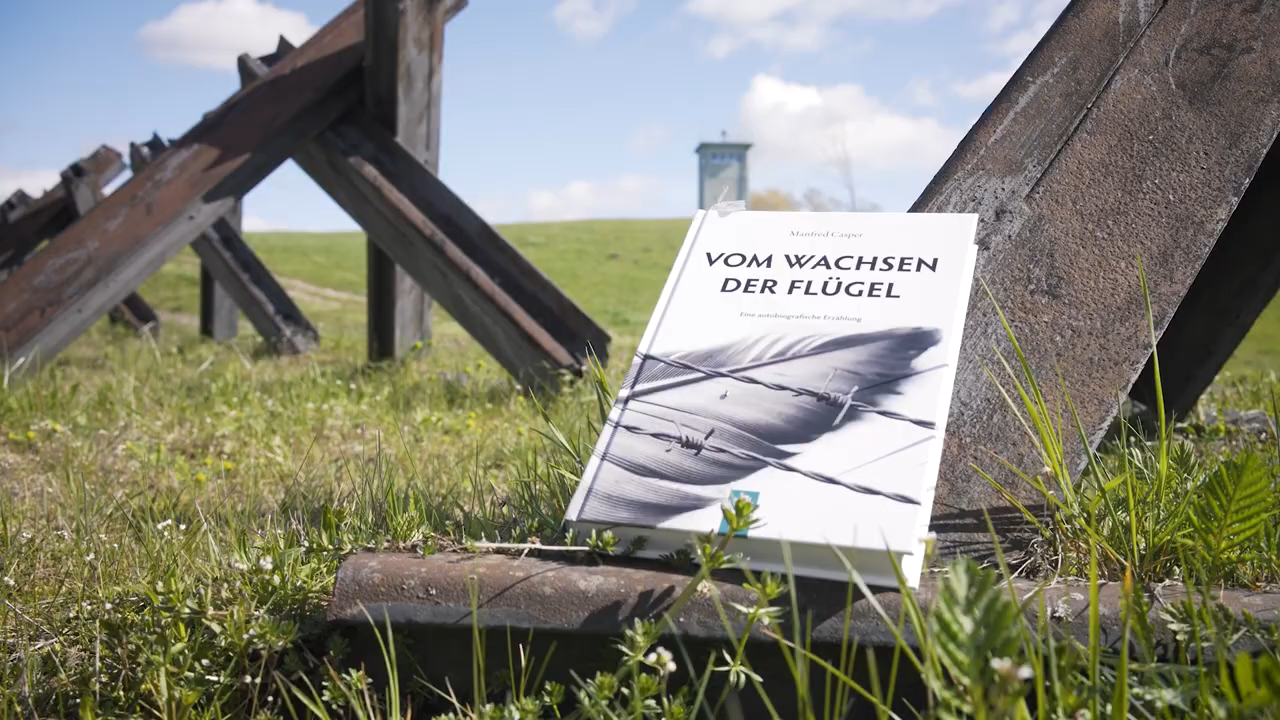 Manfred Casper
VOM WACHSEN
DER FLÜGEL
Eine autobiografische Erzählung